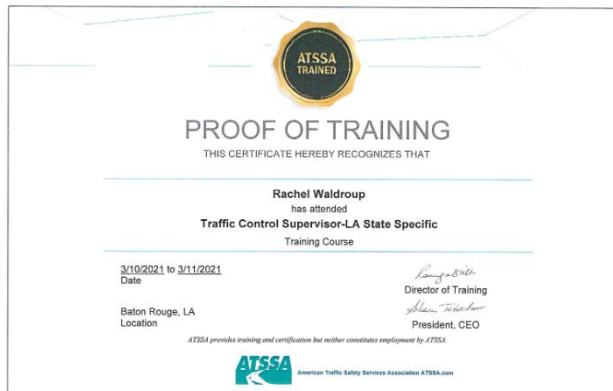 ATSSA
TRAINED
PROOF OF TRAINING
THIS CERTIFICATE HEREBY RECOGNIZES THAT
Rachel Waldroup
has attended
Traffic Control Supervisor-LA State Specific
Training Course
3/10/2021 to 3/11/2021
Date
Director of Training
Baton Rouge, LA
Location
President, CEO
ATSSA provides training and certification but neither constitutes employment by ATSSA.
ATSSA American Traffic Safety Services Association ATSSA.com